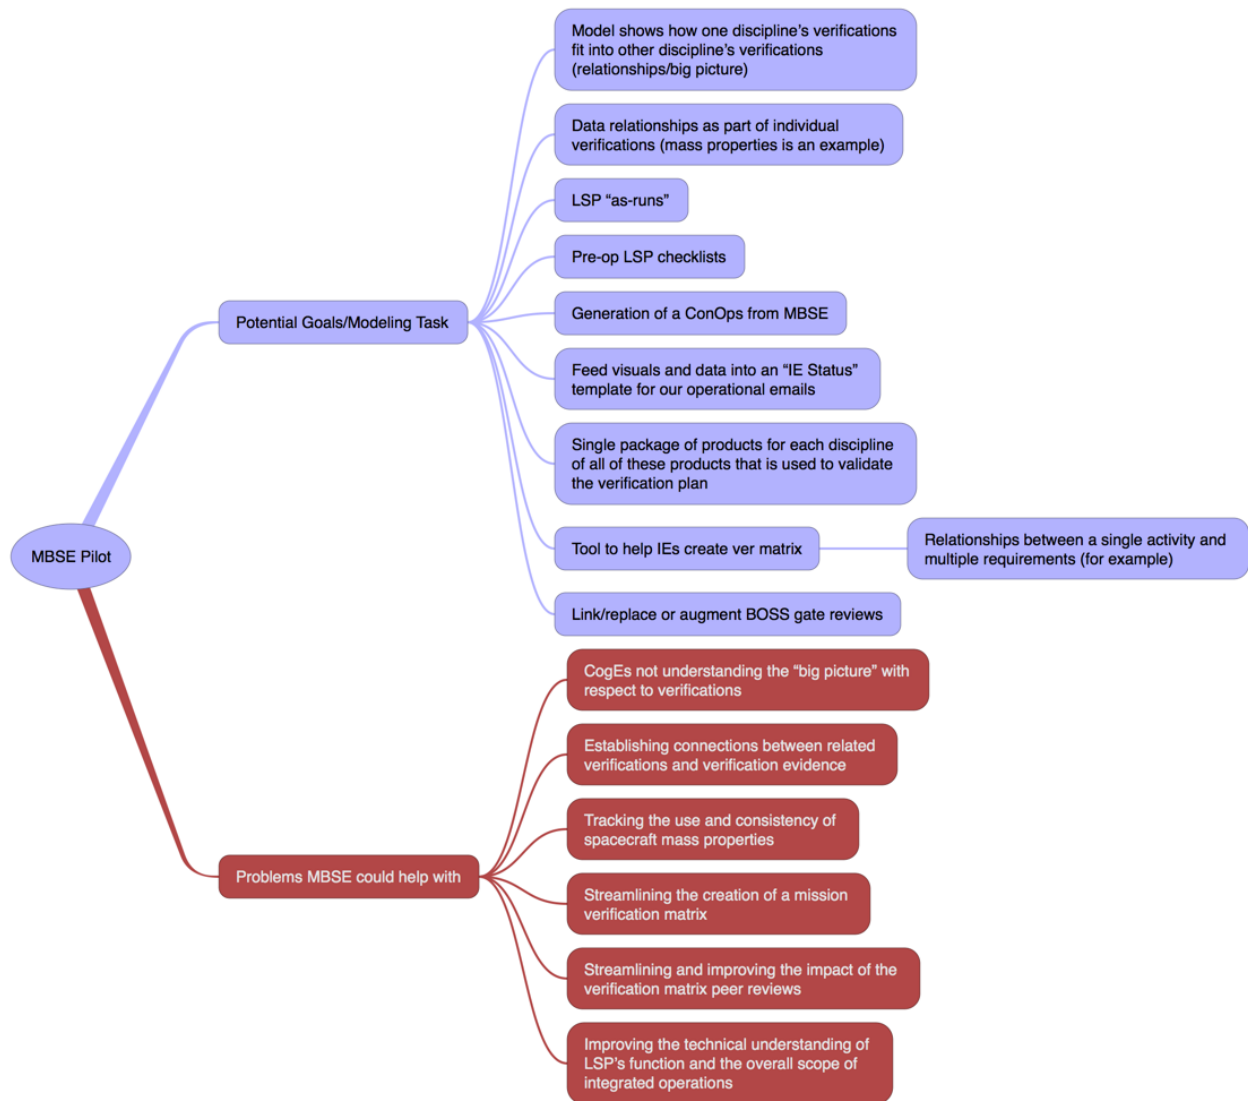 Model shows how one discipline’s verifications
fit into other discipline’s verifications
(relationships/big picture)
Data relationships as part of individual
verifications (mass properties is an example)
LSP “as-runs”
Pre-op LSP checklists
Potential Goals/Modeling Task
Generation of a ConOps from MBSE
Feed visuals and data into an “IE Status”
template for our operational emails
Single package of products for each discipline
of all of these products that is used to validate
the verification plan
MBSE Pilot
Tool to help IEs create ver matrix
Relationships between a single activity and
multiple requirements (for example)
Link/replace or augment BOSS gate reviews
CogEs not understanding the “big picture” with
respect to verifications
Establishing connections between related
verifications and verification evidence
Tracking the use and consistency of
spacecraft mass properties
Problems MBSE could help with
Streamlining the creation of a mission
verification matrix
Streamlining and improving the impact of the
verification matrix peer reviews
Improving the technical understanding of
LSP’s function and the overall scope of
integrated operations